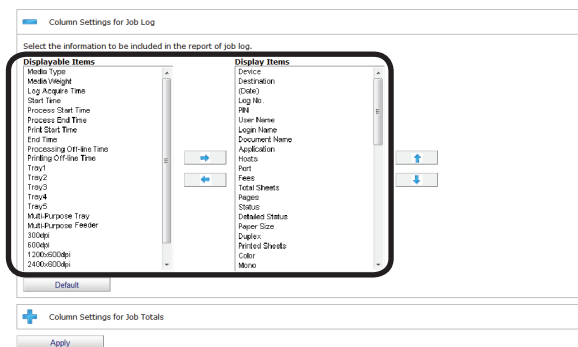 Column Settings for Job Log
Select the information to be included in the report of job log.
Displayable Items
Media Type
Media Weight
Log Acquire Time
Start Time
Process Start Time
Process End Time
Print Start Time
End Time
Processing Off-line Time
Printing Off-line Time
Tray1
Tray2
Tray3
Tray4
Tray5
Multi-Purpose Tray
Multi-Purpose Feeder
300dpi
600dpi
1200x600dpi
2400x600dpi
Display Items
Device
Destination
(Date)
Log No.
PIN
User Name
Login Name
Document Name
Application
Hosts
Port
Fees
Total Sheets
Pages
Status
Detailed Status
Paper Size
Duplex
Printed Sheets
Color
Mono
Default
Column Settings for Job Totals
Apply